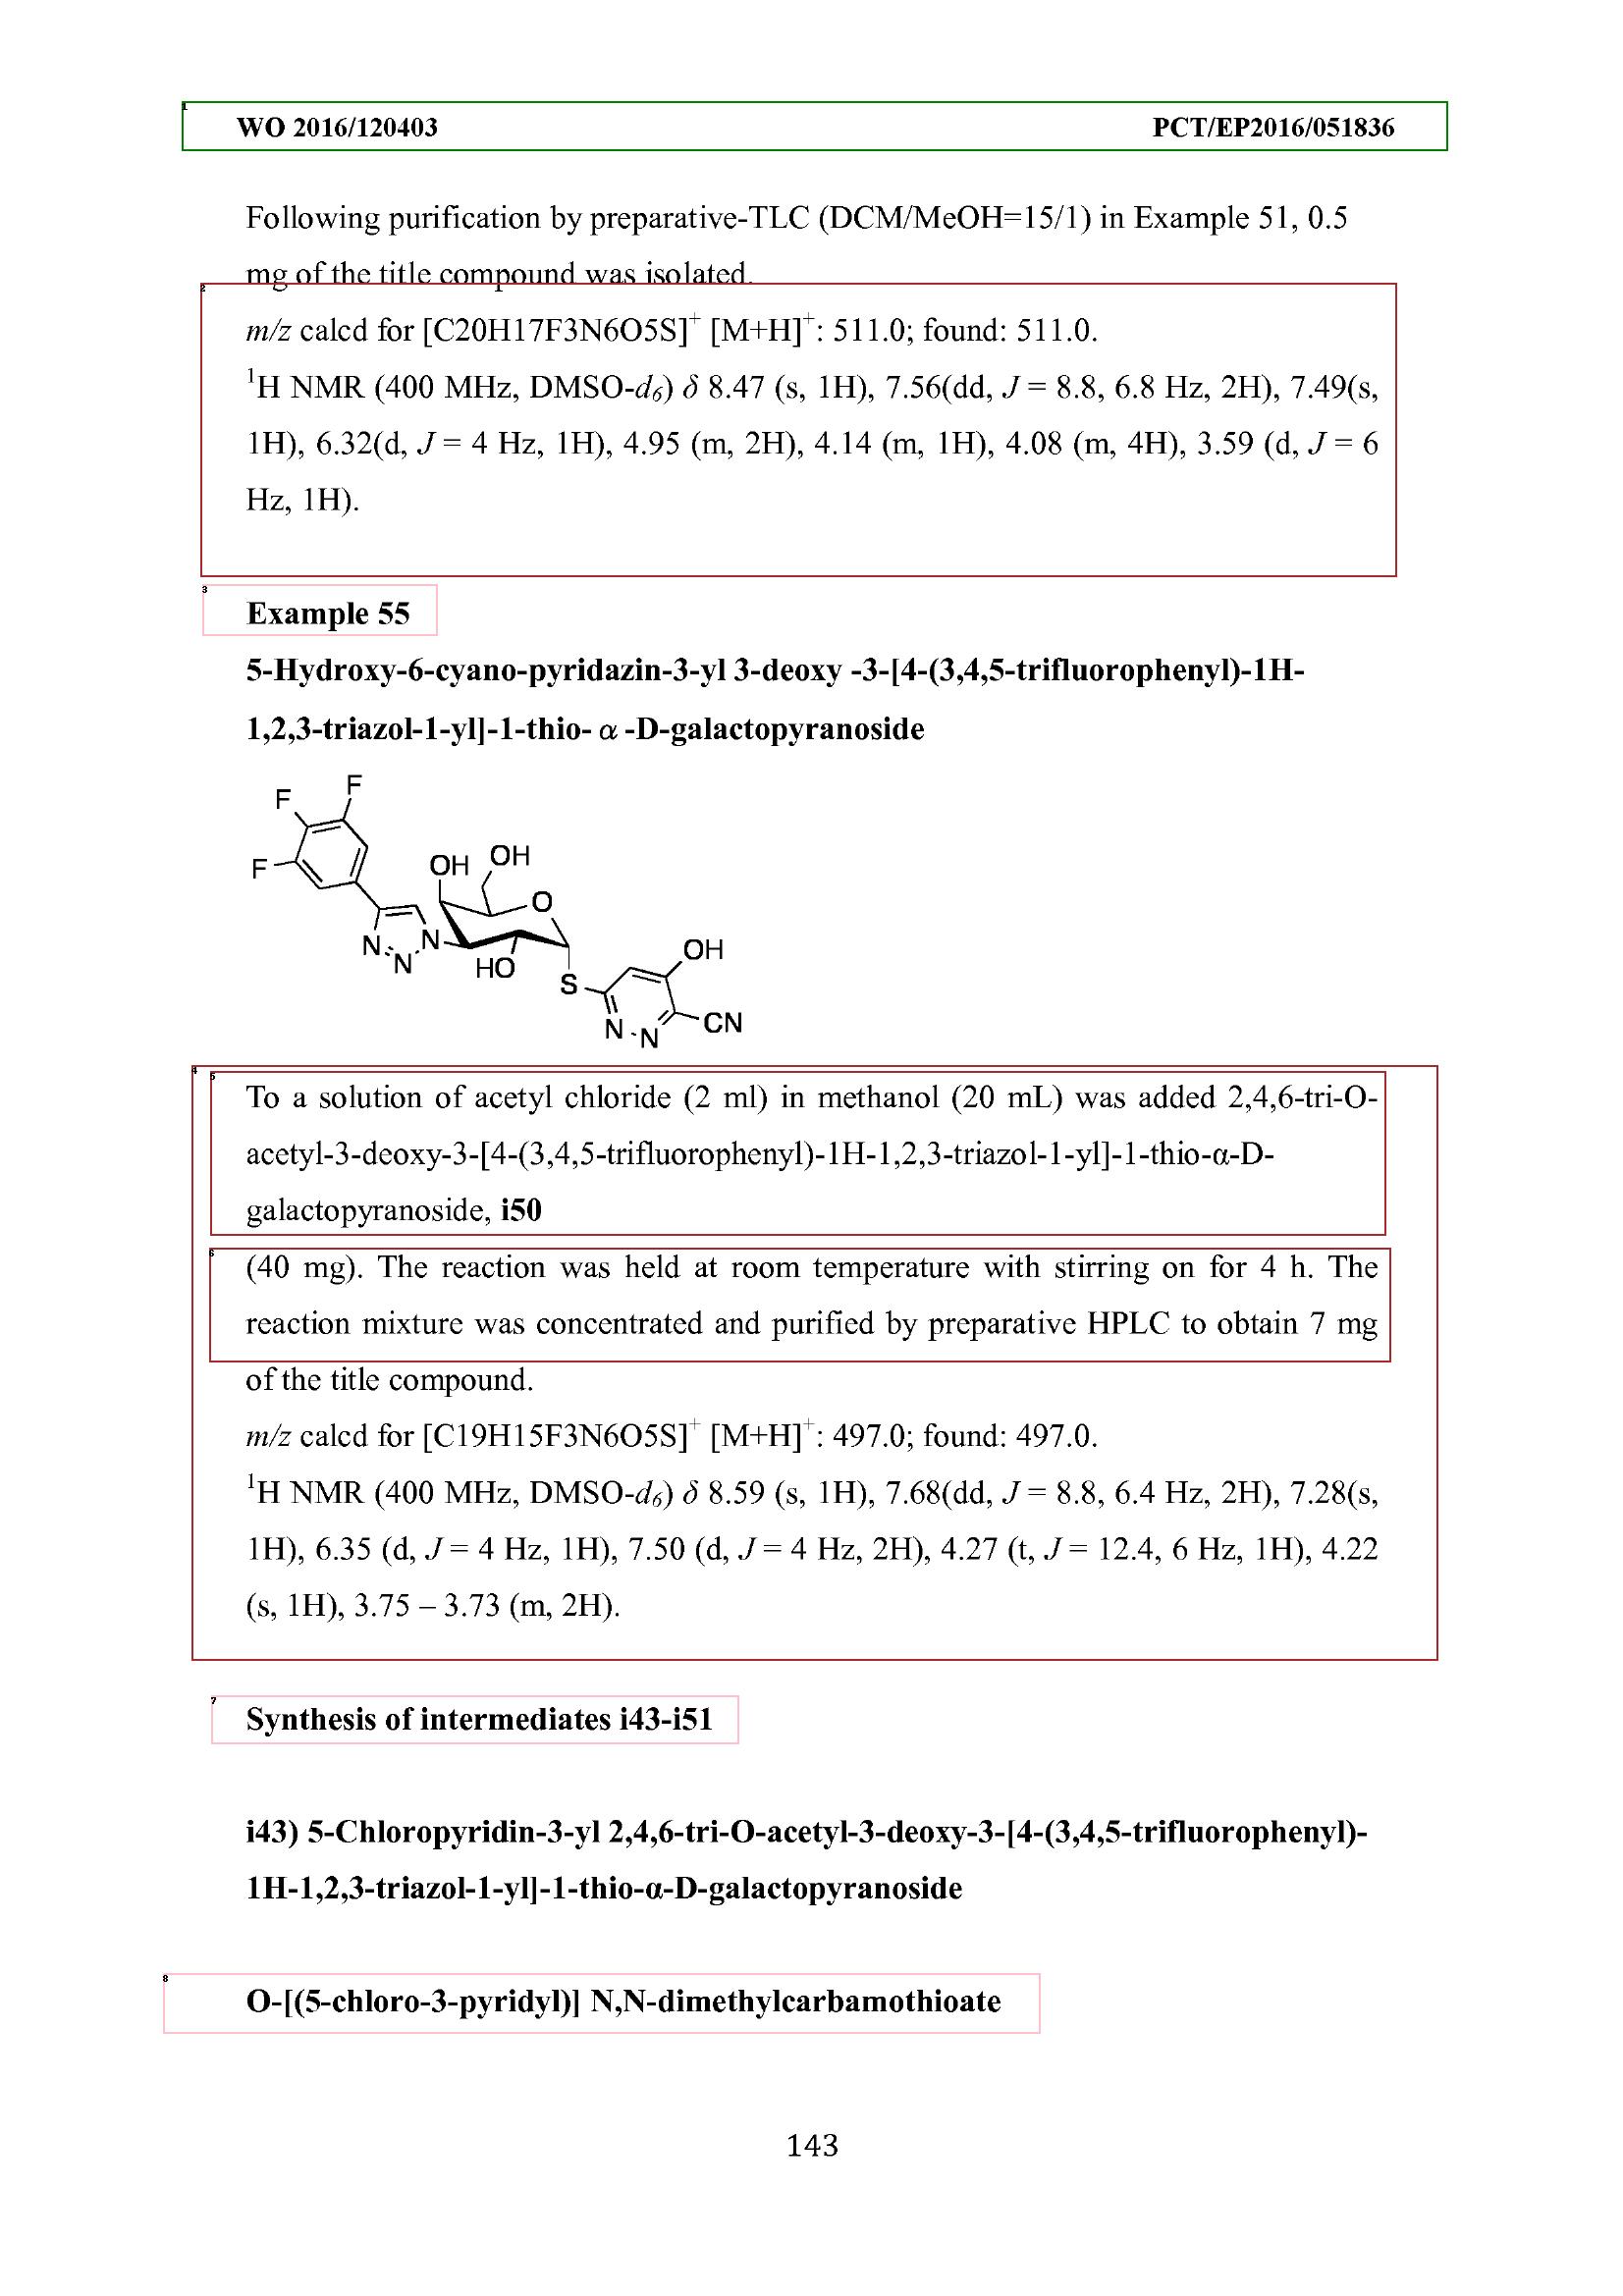 WO 2016/120403 PCT/EP2016/051836
Following purification by preparative-TLC (DCM/MeOH=15/1) in Example 51, 0.5
mg of the title compound was isolated.
m/z calcd for [C20H17F3N6O5S]⁺ [M+H]⁺: 511.0; found: 511.0.
¹H NMR (400 MHz, DMSO-d₆) δ 8.47 (s, 1H), 7.56(dd, J = 8.8, 6.8 Hz, 2H), 7.49(s,
1H), 6.32(d, J = 4 Hz, 1H), 4.95 (m, 2H), 4.14 (m, 1H), 4.08 (m, 4H), 3.59 (d, J = 6
Hz, 1H).
Example 55
5-Hydroxy-6-cyano-pyridazin-3-yl 3-deoxy -3-[4-(3,4,5-trifluorophenyl)-1H-
1,2,3-triazol-1-yl]-1-thio- α -D-galactopyranoside
F
F
F
OH
OH
O
N
N
N
HO
S
OH
N
N
CN
To a solution of acetyl chloride (2 ml) in methanol (20 mL) was added 2,4,6-tri-O-
acetyl-3-deoxy-3-[4-(3,4,5-trifluorophenyl)-1H-1,2,3-triazol-1-yl]-1-thio-α-D-
galactopyranoside, i50
(40 mg). The reaction was held at room temperature with stirring on for 4 h. The
reaction mixture was concentrated and purified by preparative HPLC to obtain 7 mg
of the title compound.
m/z calcd for [C19H15F3N6O5S]⁺ [M+H]⁺: 497.0; found: 497.0.
¹H NMR (400 MHz, DMSO-d₆) δ 8.59 (s, 1H), 7.68(dd, J = 8.8, 6.4 Hz, 2H), 7.28(s,
1H), 6.35 (d, J = 4 Hz, 1H), 7.50 (d, J = 4 Hz, 2H), 4.27 (t, J = 12.4, 6 Hz, 1H), 4.22
(s, 1H), 3.75 – 3.73 (m, 2H).
Synthesis of intermediates i43-i51
i43) 5-Chloropyridin-3-yl 2,4,6-tri-O-acetyl-3-deoxy-3-[4-(3,4,5-trifluorophenyl)-
1H-1,2,3-triazol-1-yl]-1-thio-α-D-galactopyranoside
O-[(5-chloro-3-pyridyl)] N,N-dimethylcarbamothioate
143